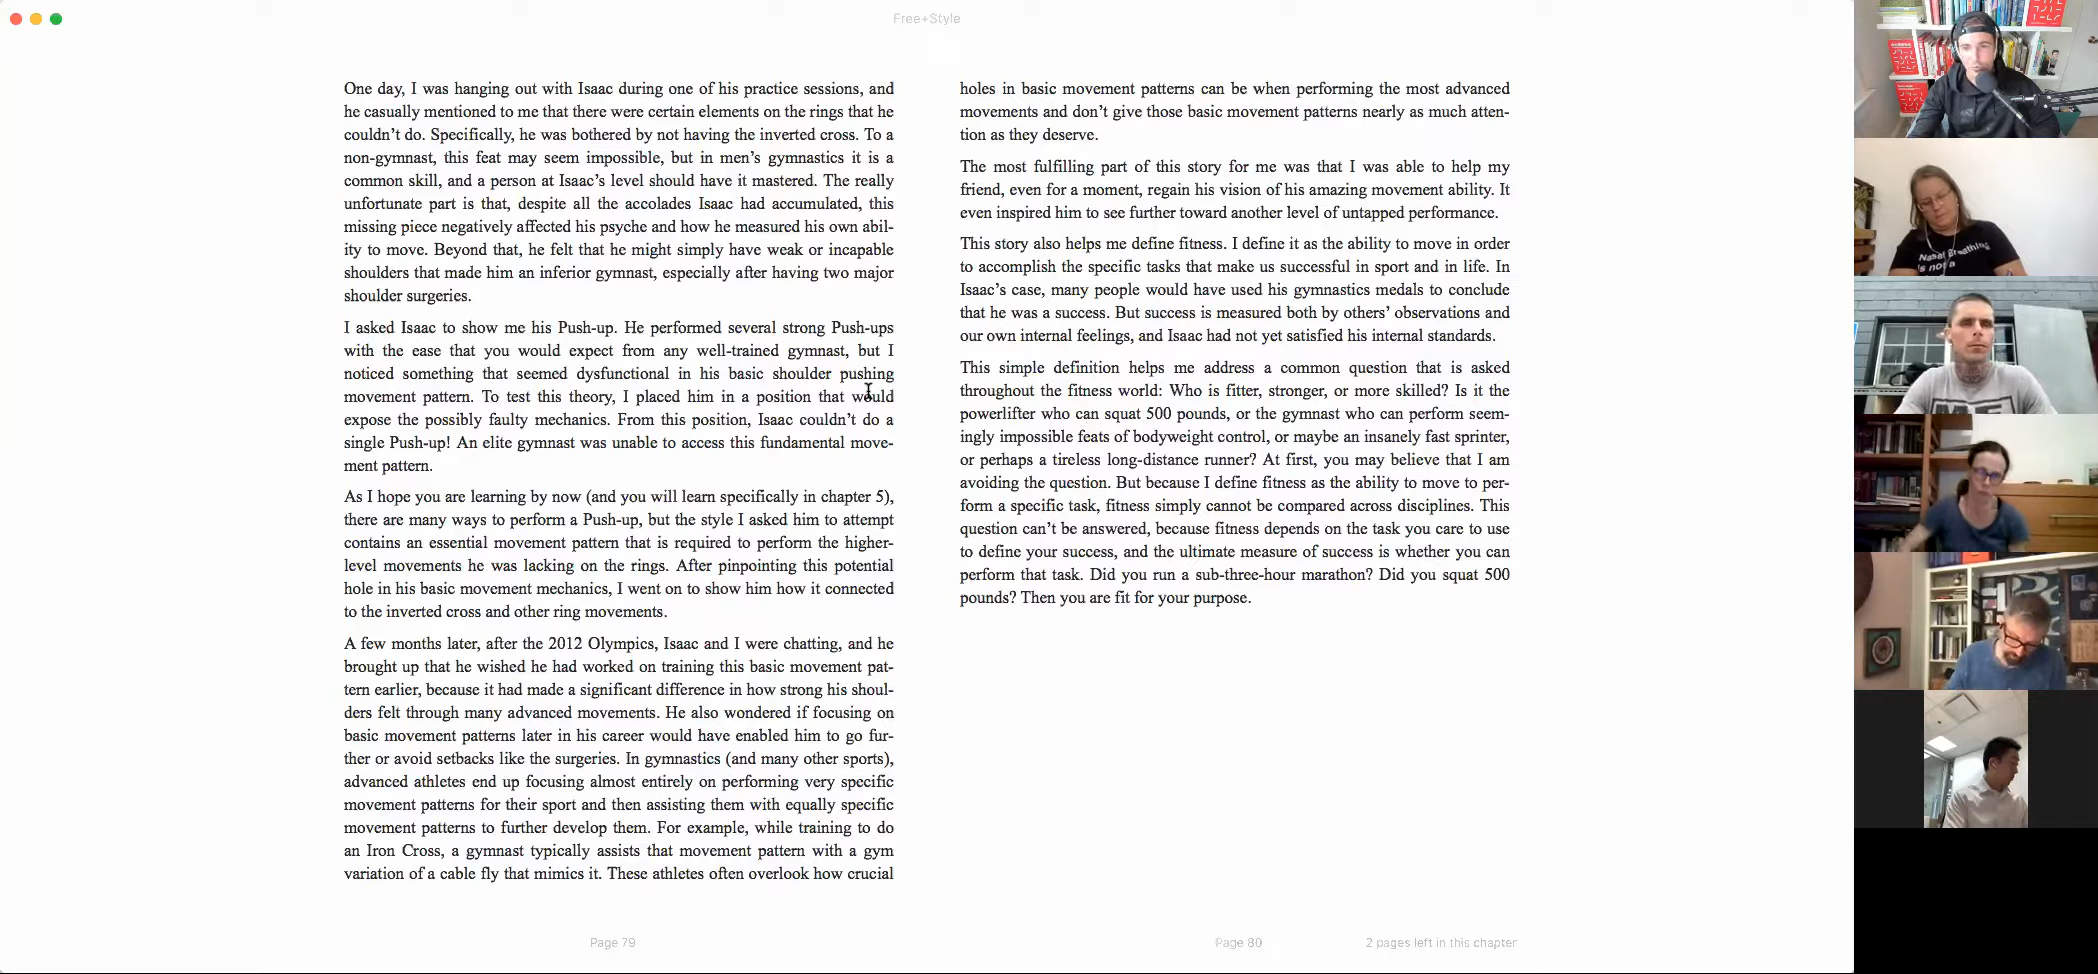 Free+Style
One day, I was hanging out with Isaac during one of his practice sessions, and
he casually mentioned to me that there were certain elements on the rings that he
couldn't do. Specifically, he was bothered by not having the inverted cross. To a
non-gymnast, this feat may seem impossible, but in men's gymnastics it is a
common skill, and a person at Isaac's level should have it mastered. The really
unfortunate part is that, despite all the accolades Isaac had accumulated, this
missing piece negatively affected his psyche and how he measured his own abil-
ity to move. Beyond that, he felt that he might simply have weak or incapable
shoulders that made him an inferior gymnast, especially after having two major
shoulder surgeries.
I asked Isaac to show me his Push-up. He performed several strong Push-ups
with the ease that you would expect from any well-trained gymnast, but I
noticed something that seemed dysfunctional in his basic shoulder pushing
movement pattern. To test this theory, I placed him in a position that would
expose the possibly faulty mechanics. From this position, Isaac couldn't do a
single Push-up! An elite gymnast was unable to access this fundamental move-
ment pattern.
As I hope you are learning by now (and you will learn specifically in chapter 5),
there are many ways to perform a Push-up, but the style I asked him to attempt
contains an essential movement pattern that is required to perform the higher-
level movements he was lacking on the rings. After pinpointing this potential
hole in his basic movement mechanics, I went on to show him how it connected
to the inverted cross and other ring movements.
A few months later, after the 2012 Olympics, Isaac and I were chatting, and he
brought up that he wished he had worked on training this basic movement pat-
tern earlier, because it had made a significant difference in how strong his shoul-
ders felt through many advanced movements. He also wondered if focusing on
basic movement patterns later in his career would have enabled him to go fur-
ther or avoid setbacks like the surgeries. In gymnastics (and many other sports),
advanced athletes end up focusing almost entirely on performing very specific
movement patterns for their sport and then assisting them with equally specific
movement patterns to further develop them. For example, while training to do
an Iron Cross, a gymnast typically assists that movement pattern with a gym
variation of a cable fly that mimics it. These athletes often overlook how crucial
Page 79
holes in basic movement patterns can be when performing the most advanced
movements and don't give those basic movement patterns nearly as much atten-
tion as they deserve.
The most fulfilling part of this story for me was that I was able to help my
friend, even for a moment, regain his vision of his amazing movement ability. It
even inspired him to see further toward another level of untapped performance.
This story also helps me define fitness. I define it as the ability to move in order
to accomplish the specific tasks that make us successful in sport and in life. In
Isaac's case, many people would have used his gymnastics medals to conclude
that he was a success. But success is measured both by others' observations and
our own internal feelings, and Isaac had not yet satisfied his internal standards.
This simple definition helps me address a common question that is asked
throughout the fitness world: Who is fitter, stronger, or more skilled? Is it the
powerlifter who can squat 500 pounds, or the gymnast who can perform seem-
ingly impossible feats of bodyweight control, or maybe an insanely fast sprinter,
or perhaps a tireless long-distance runner? At first, you may believe that I am
avoiding the question. But because I define fitness as the ability to move to per-
form a specific task, fitness simply cannot be compared across disciplines. This
question can't be answered, because fitness depends on the task you care to use
to define your success, and the ultimate measure of success is whether you can
perform that task. Did you run a sub-three-hour marathon? Did you squat 500
pounds? Then you are fit for your purpose.
Page 80
2 pages left in this chapter
Nasal Breathing
is not a